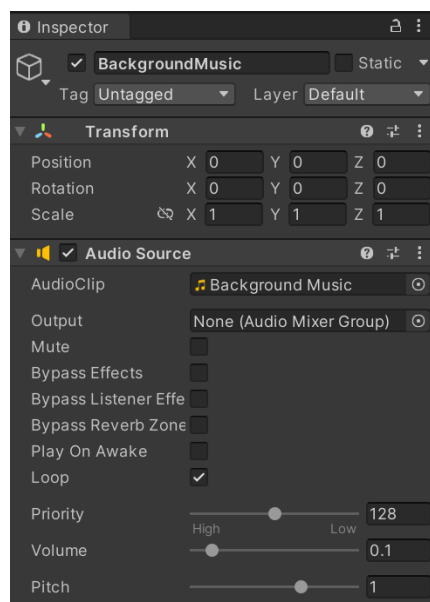 Inspector
BackgroundMusic Static
Tag Untagged Layer Default
Transform
Position X 0 Y 0 Z 0
Rotation X 0 Y 0 Z 0
Scale X 1 Y 1 Z 1
Audio Source
AudioClip Background Music
Output None (Audio Mixer Group)
Mute
Bypass Effects
Bypass Listener Effe
Bypass Reverb Zone
Play On Awake
Loop
Priority 128
High Low
Volume 0.1
Pitch 1